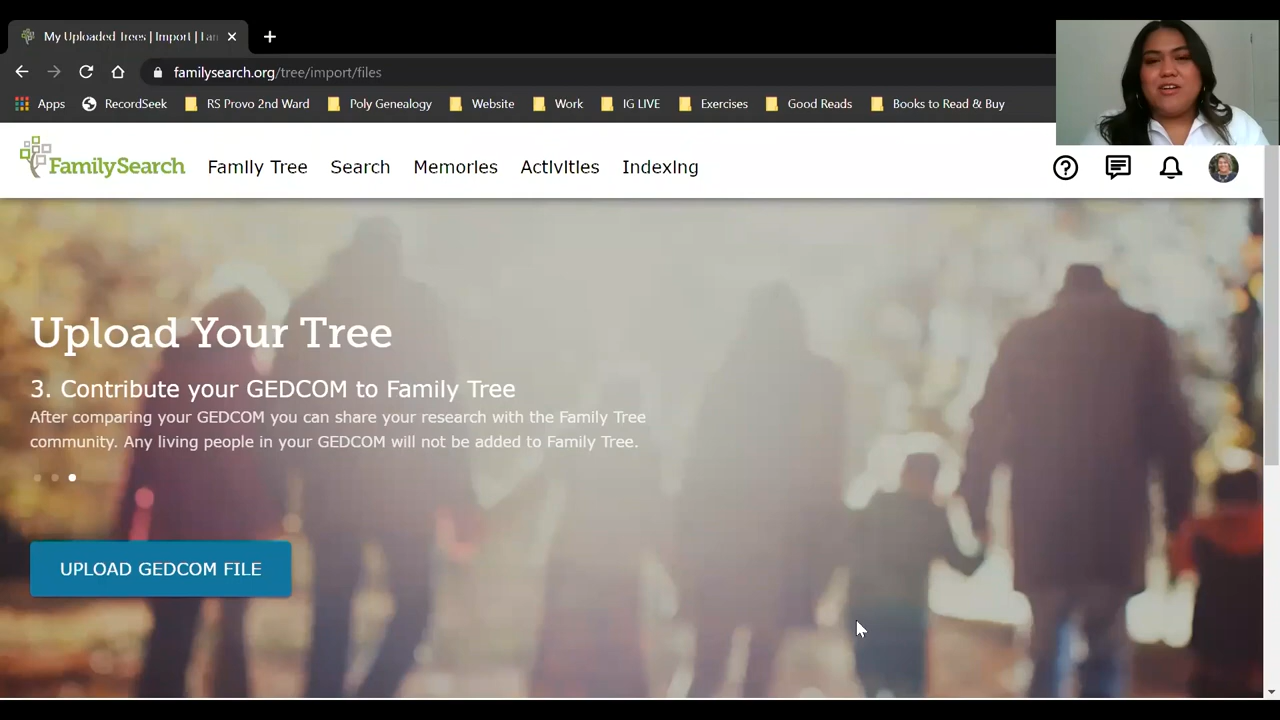 My Uploaded Trees | Import | Fam
familysearch.org/tree/import/files
Apps RecordSeek RS Provo 2nd Ward Poly Genealogy Website Work IG LIVE Exercises Good Reads Books to Read & Buy
FamilySearch Family Tree Search Memories Activities Indexing
Upload Your Tree
3. Contribute your GEDCOM to Family Tree
After comparing your GEDCOM you can share your research with the Family Tree
community. Any living people in your GEDCOM will not be added to Family Tree.
UPLOAD GEDCOM FILE